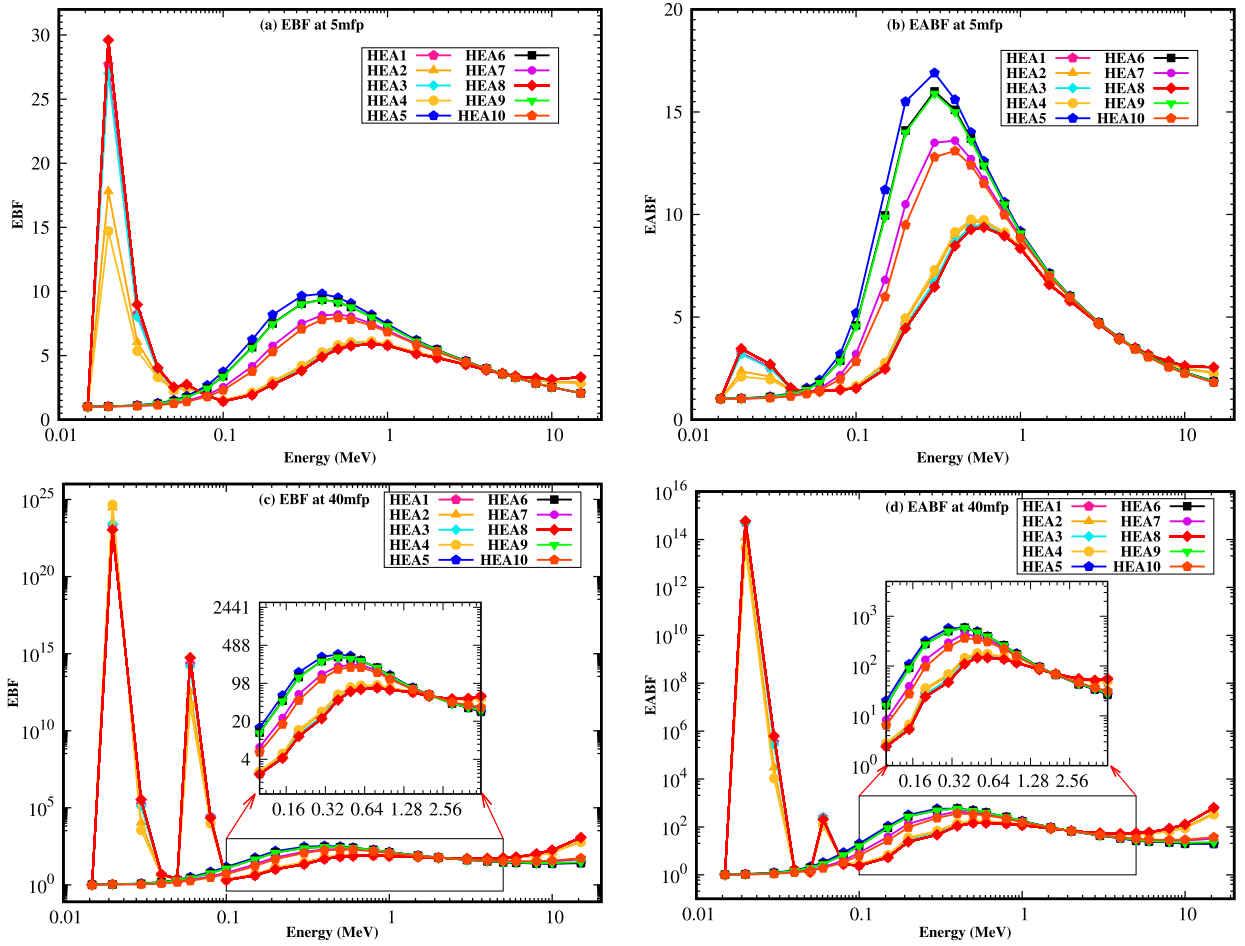 (a) EBF at 5mfp
30
25
20
15
10
5
0
EBF
HEA1 HEA6
HEA2 HEA7
HEA3 HEA8
HEA4 HEA9
HEA5 HEA10
0.01 0.1 1 10
Energy (MeV)
(b) EABF at 5mfp
20
15
10
5
0
EABF
HEA1 HEA6
HEA2 HEA7
HEA3 HEA8
HEA4 HEA9
HEA5 HEA10
0.01 0.1 1 10
Energy (MeV)
(c) EBF at 40mfp
10^25
10^20
10^15
10^10
10^5
10^0
EBF
HEA1 HEA6
HEA2 HEA7
HEA3 HEA8
HEA4 HEA9
HEA5 HEA10
2441
488
98
20
4
0.16 0.32 0.64 1.28 2.56
0.01 0.1 1 10
Energy (MeV)
(d) EABF at 40mfp
10^16
10^14
10^12
10^10
10^8
10^6
10^4
10^2
10^0
EABF
HEA1 HEA6
HEA2 HEA7
HEA3 HEA8
HEA4 HEA9
HEA5 HEA10
10^3
10^2
10^1
10^0
0.16 0.32 0.64 1.28 2.56
0.01 0.1 1 10
Energy (MeV)